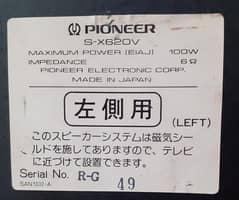 PIONEER
S-X620V
MAXIMUM POWER (EIAJ) 100W
IMPEDANCE 6Ω
PIONEER ELECTRONIC CORP.
MADE IN JAPAN
左側用
(LEFT)
このスピーカーシステムは磁気シー
ルドを施してありますので、テレビ
に近づけて設置できます。
Serial No. R-G 49
SAN1032-A